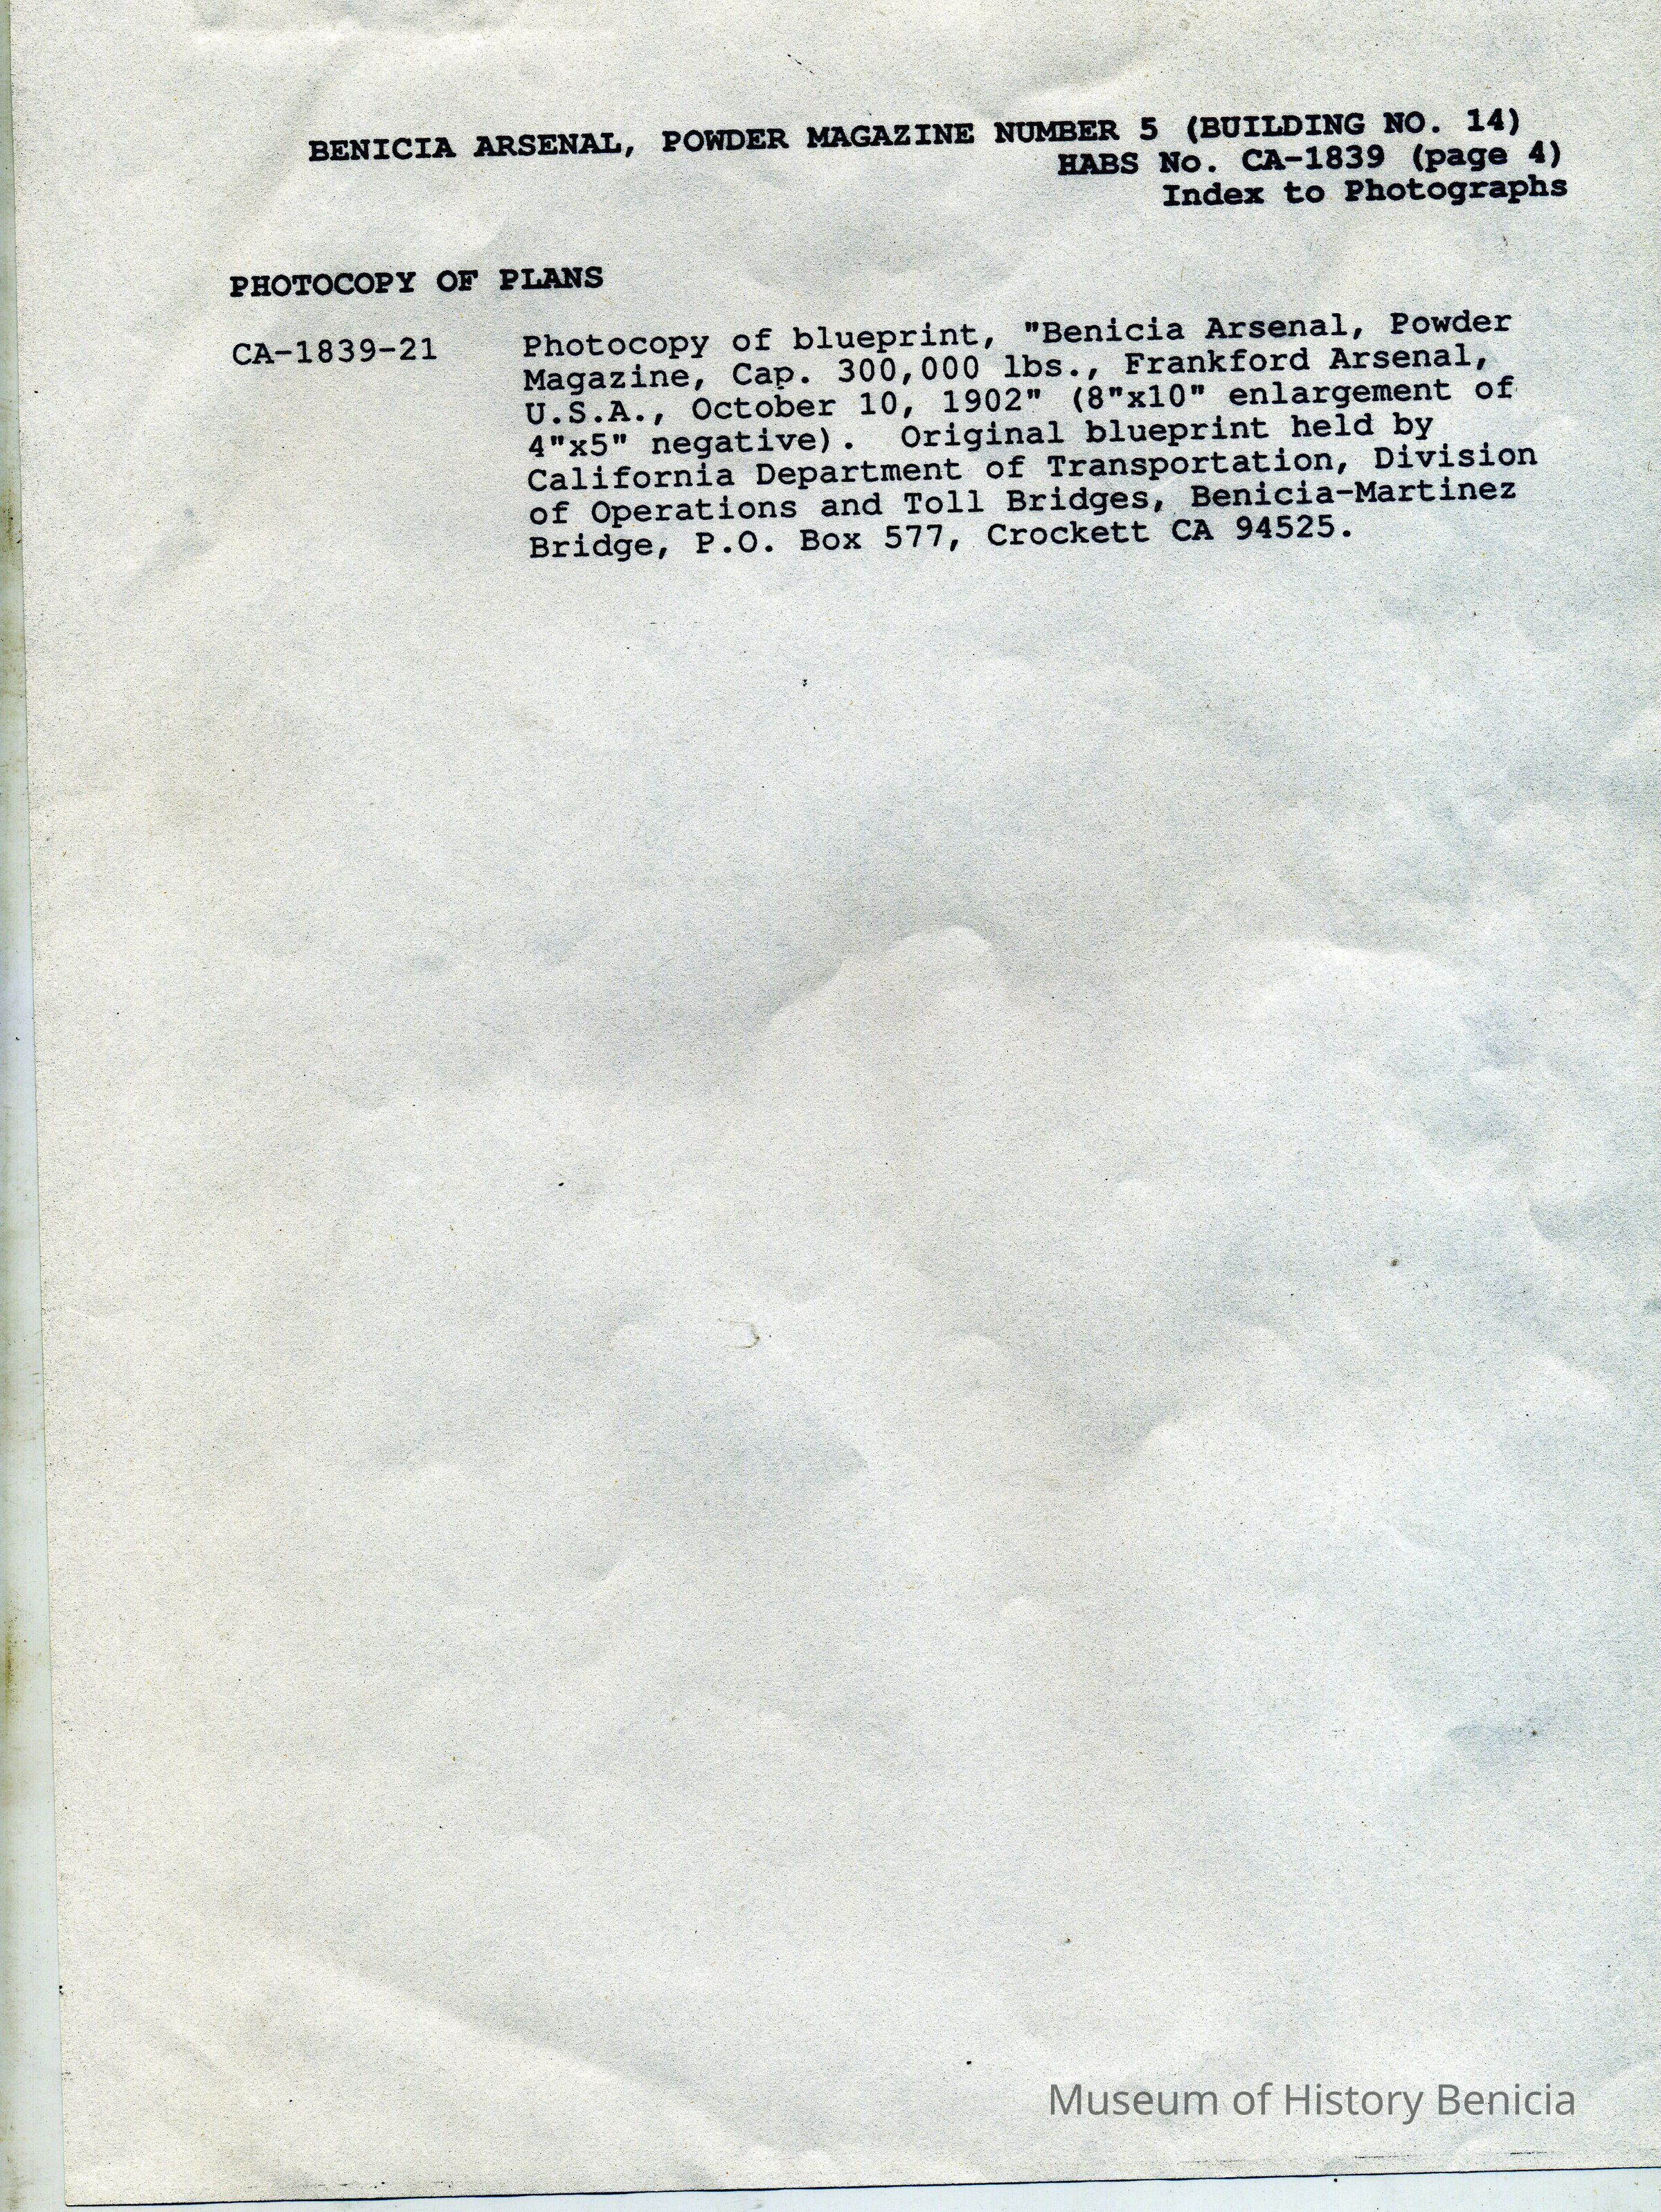 BENICIA ARSENAL, POWDER MAGAZINE NUMBER 5 (BUILDING NO. 14)
HABS No. CA-1839 (page 4)
Index to Photographs
PHOTOCOPY OF PLANS
CA-1839-21 Photocopy of blueprint, "Benicia Arsenal, Powder
Magazine, Cap. 300,000 lbs., Frankford Arsenal,
U.S.A., October 10, 1902" (8"x10" enlargement of
4"x5" negative). Original blueprint held by
California Department of Transportation, Division
of Operations and Toll Bridges, Benicia-Martinez
Bridge, P.O. Box 577, Crockett CA 94525.
Museum of History Benicia